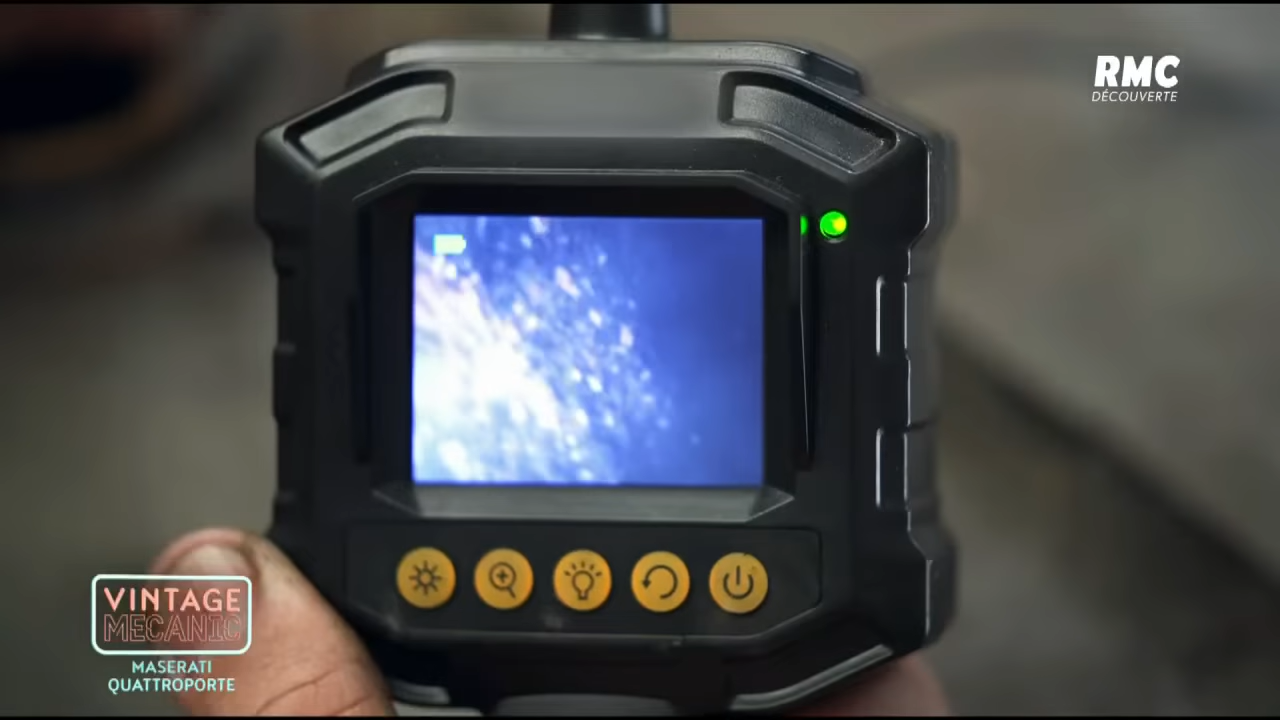 RMC
DÉCOUVERTE
VINTAGE
MECANIC
MASERATI
QUATTROPORTE